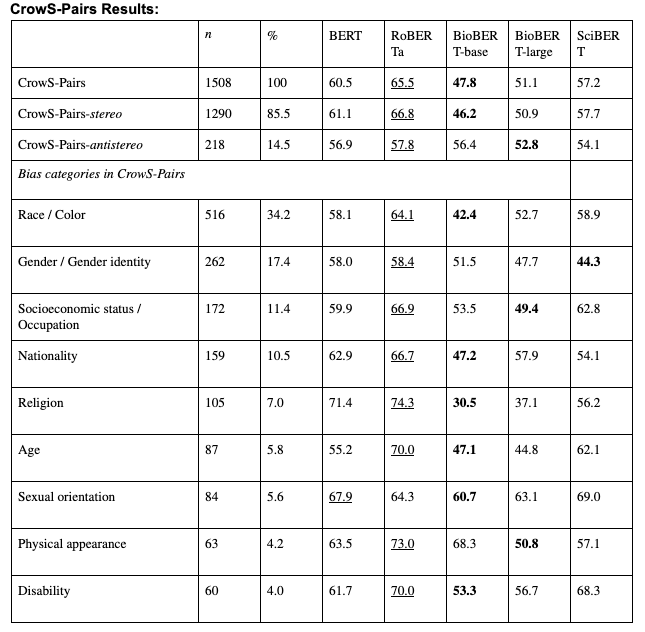 CrowS-Pairs Results:
n % BERT RoBER BioBER BioBER SciBER
Ta T-base T-large T
CrowS-Pairs 1508 100 60.5 65.5 47.8 51.1 57.2
CrowS-Pairs-stereo 1290 85.5 61.1 66.8 46.2 50.9 57.7
CrowS-Pairs-antistereo 218 14.5 56.9 57.8 56.4 52.8 54.1
Bias categories in CrowS-Pairs
Race / Color 516 34.2 58.1 64.1 42.4 52.7 58.9
Gender / Gender identity 262 17.4 58.0 58.4 51.5 47.7 44.3
Socioeconomic status / 172 11.4 59.9 66.9 53.5 49.4 62.8
Occupation
Nationality 159 10.5 62.9 66.7 47.2 57.9 54.1
Religion 105 7.0 71.4 74.3 30.5 37.1 56.2
Age 87 5.8 55.2 70.0 47.1 44.8 62.1
Sexual orientation 84 5.6 67.9 64.3 60.7 63.1 69.0
Physical appearance 63 4.2 63.5 73.0 68.3 50.8 57.1
Disability 60 4.0 61.7 70.0 53.3 56.7 68.3